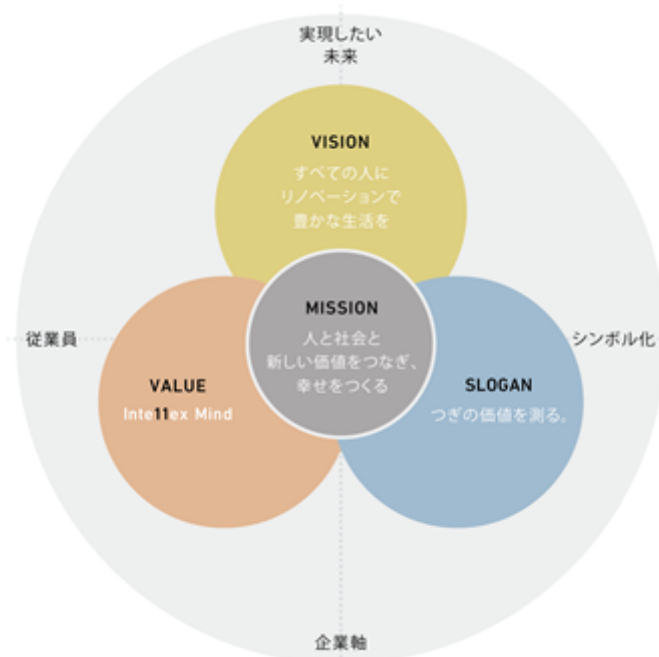 実現したい
未来
VISION
すべての人に
リノベーションで
豊かな生活を
MISSION
人と社会と
新しい価値をつなぎ、
幸せをつくる
従業員
シンボル化
VALUE
Inte11ex Mind
SLOGAN
つぎの価値を測る。
企業軸